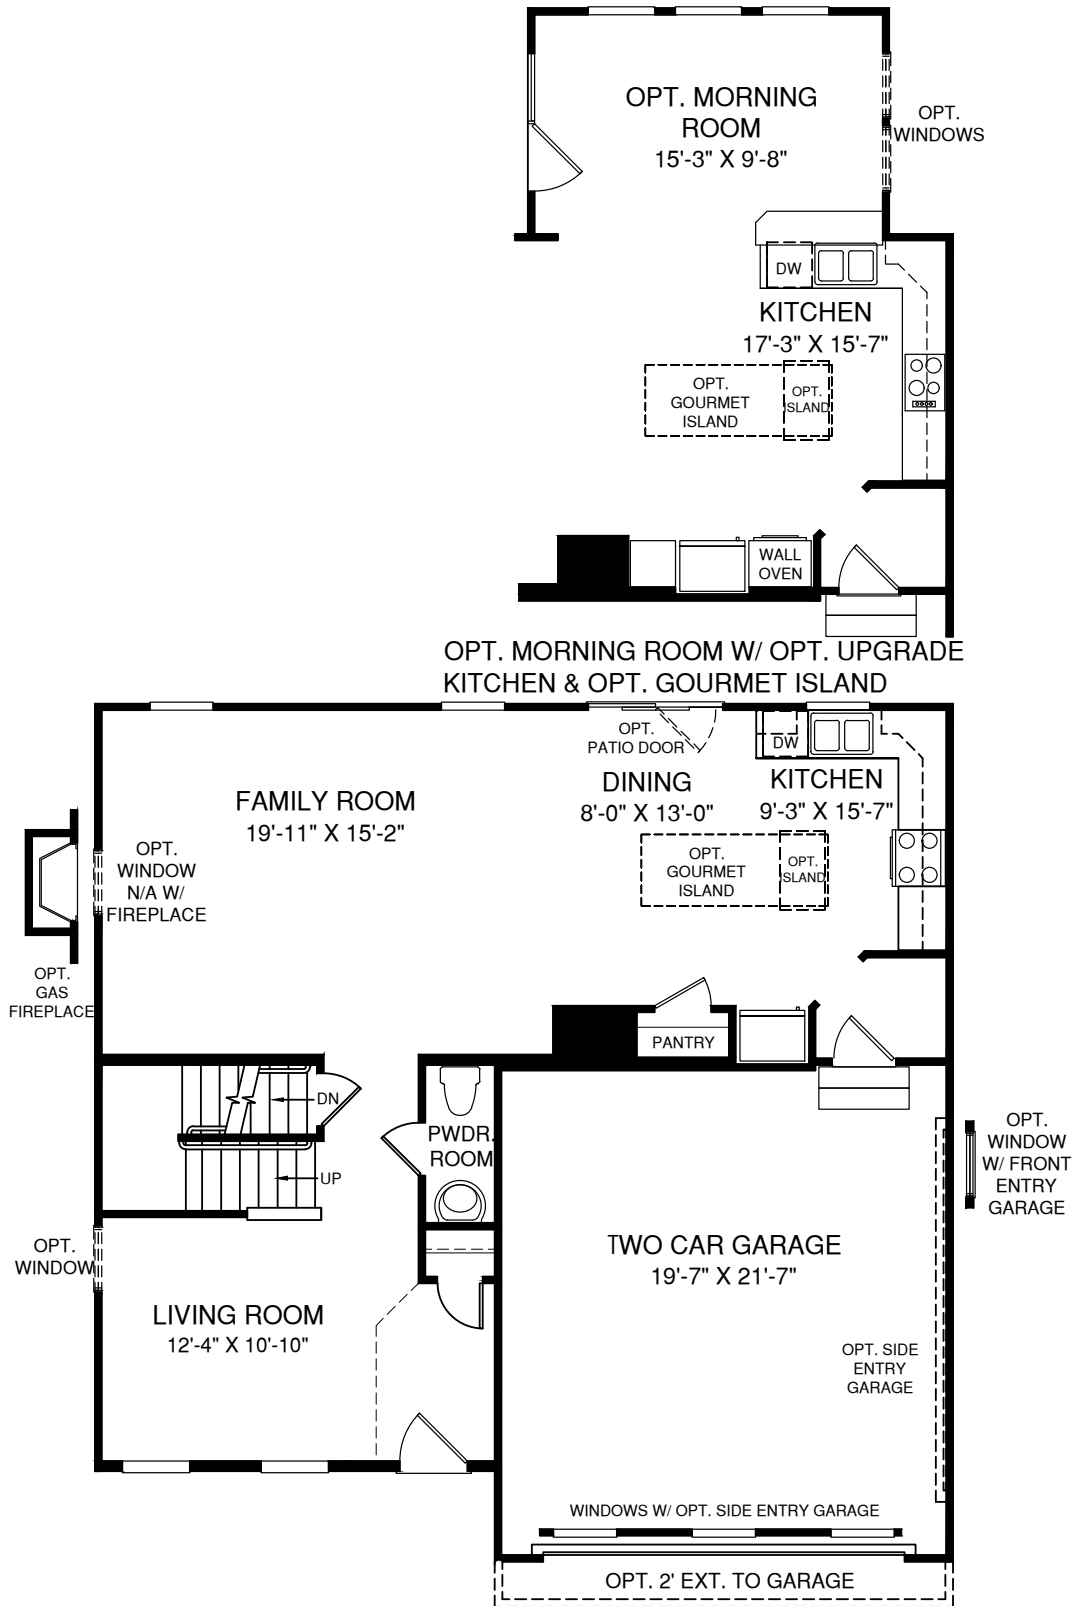 OPT. MORNING
ROOM
15'-3" X 9'-8"
OPT.
WINDOWS
DW
KITCHEN
17'-3" X 15'-7"
OPT.
GOURMET
ISLAND
OPT.
ISLAND
WALL
OVEN
OPT. MORNING ROOM W/ OPT. UPGRADE
KITCHEN & OPT. GOURMET ISLAND
OPT.
PATIO DOOR
DW
FAMILY ROOM
19'-11" X 15'-2"
DINING
8'-0" X 13'-0"
KITCHEN
9'-3" X 15'-7"
OPT.
WINDOW
N/A W/
FIREPLACE
OPT.
GOURMET
ISLAND
OPT.
ISLAND
OPT.
GAS
FIREPLACE
PANTRY
DN
UP
PWDR.
ROOM
OPT.
WINDOW
W/ FRONT
ENTRY
GARAGE
OPT.
WINDOW
TWO CAR GARAGE
19'-7" X 21'-7"
LIVING ROOM
12'-4" X 10'-10"
OPT. SIDE
ENTRY
GARAGE
WINDOWS W/ OPT. SIDE ENTRY GARAGE
OPT. 2' EXT. TO GARAGE